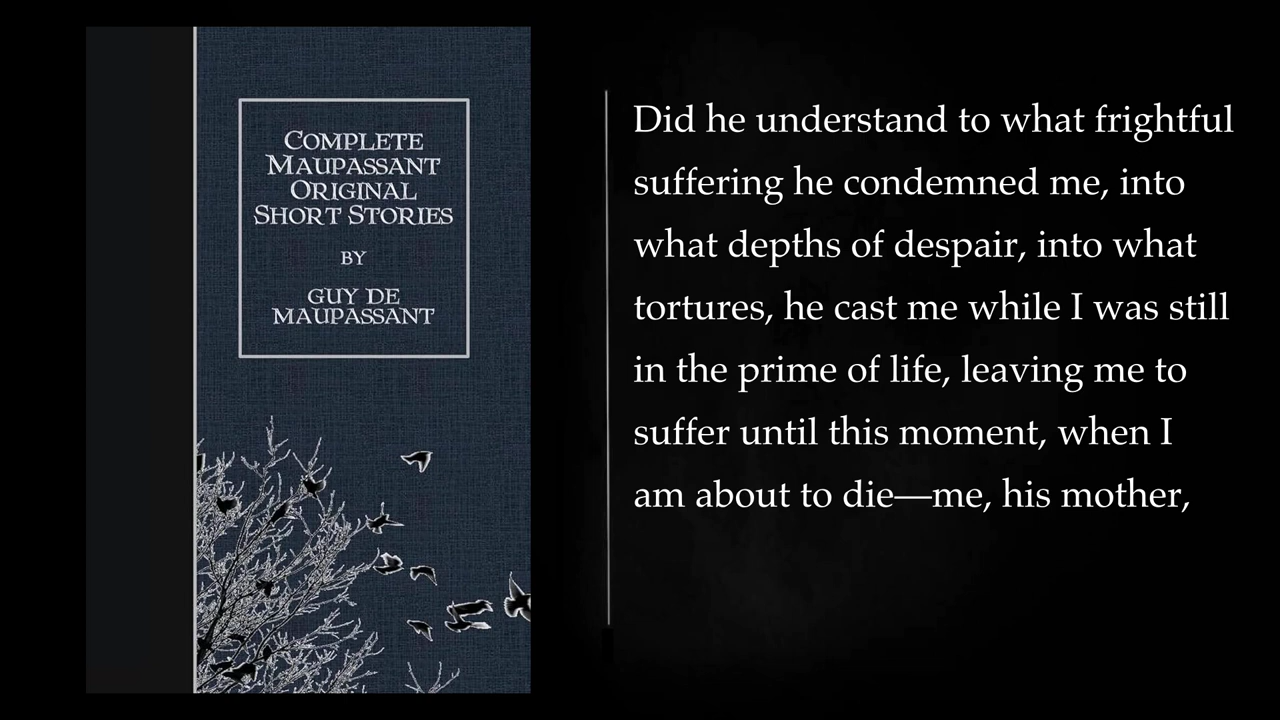 COMPLETE
MAUPASSANT
ORIGINAL
SHORT STORIES
BY
GUY DE
MAUPASSANT
Did he understand to what frightful
suffering he condemned me, into
what depths of despair, into what
tortures, he cast me while I was still
in the prime of life, leaving me to
suffer until this moment, when I
am about to die—me, his mother,